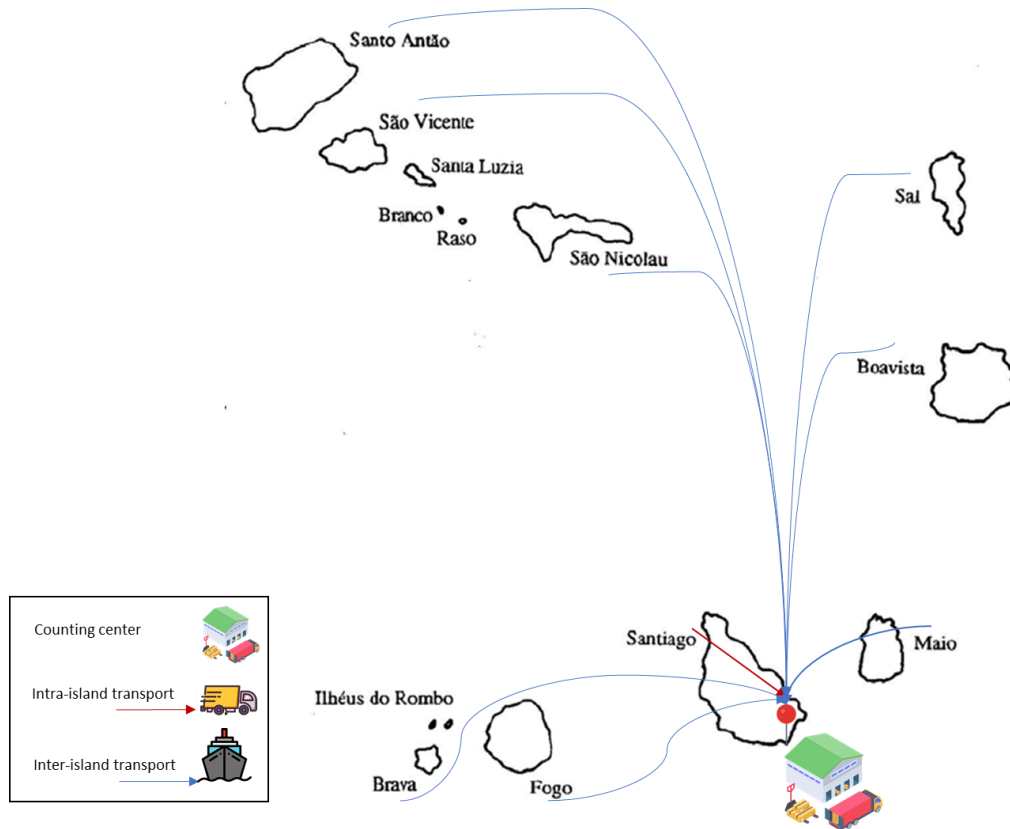 Santo Antão
São Vicente
Santa Luzia
Branco
Raso
São Nicolau
Sal
Boavista
Santiago
Maio
Ilhéus do Rombo
Brava
Fogo
Counting center
Intra-island transport
Inter-island transport